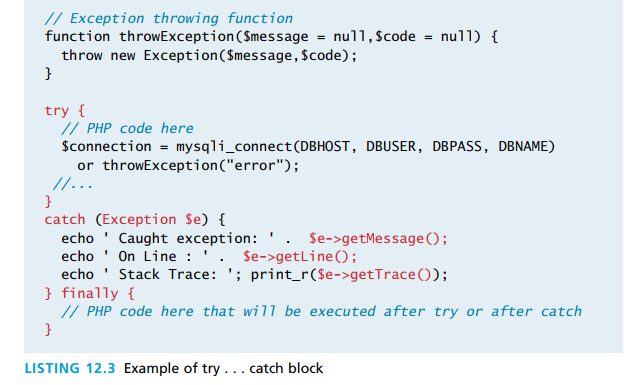 // Exception throwing function
function throwException($message = null,$code = null) {
  throw new Exception($message,$code);
}
try {
  // PHP code here
  $connection = mysqli_connect(DBHOST, DBUSER, DBPASS, DBNAME)
    or throwException("error");
 //...
}
catch (Exception $e) {
  echo ' Caught exception: ' .  $e->getMessage();
  echo ' On Line : ' .  $e->getLine();
  echo ' Stack Trace: '; print_r($e->getTrace());
} finally {
  // PHP code here that will be executed after try or after catch
}
LISTING 12.3 Example of try . . . catch block